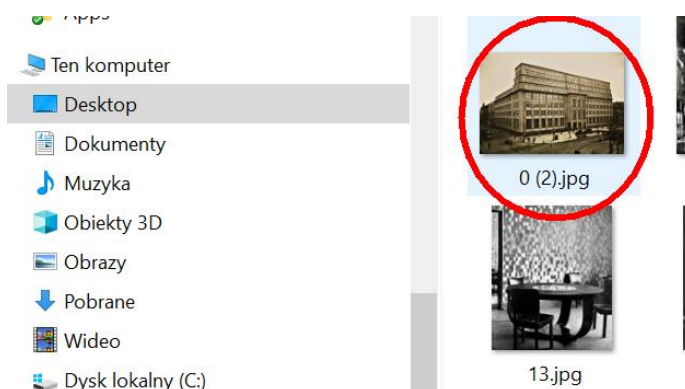 Apps
Ten komputer
Desktop
Dokumenty
Muzyka
Obiekty 3D
Obrazy
Pobrane
Wideo
Dysk lokalny (C:)
0 (2).jpg
13.jpg